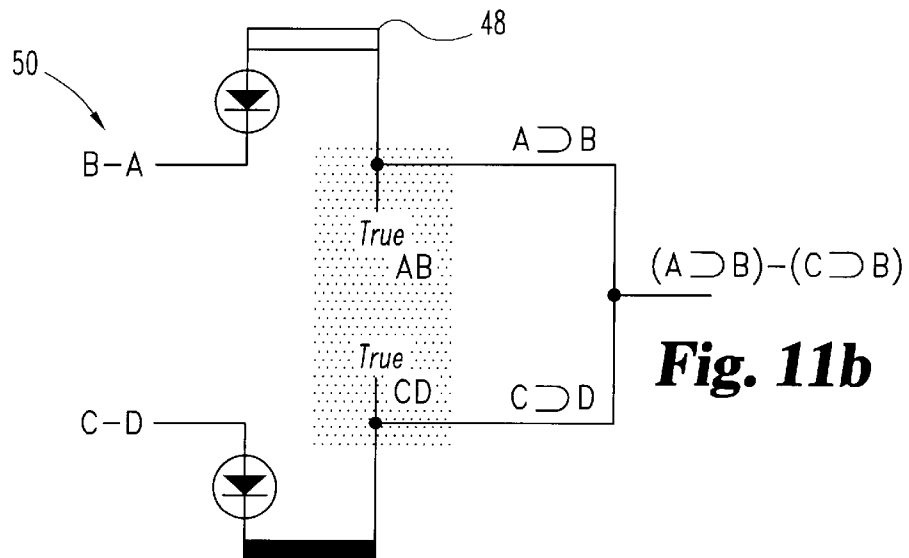 48
50
B-A
A⊃B
True
AB
(A⊃B)-(C⊃B)
Fig. 11b
True
CD
C⊃D
C-D